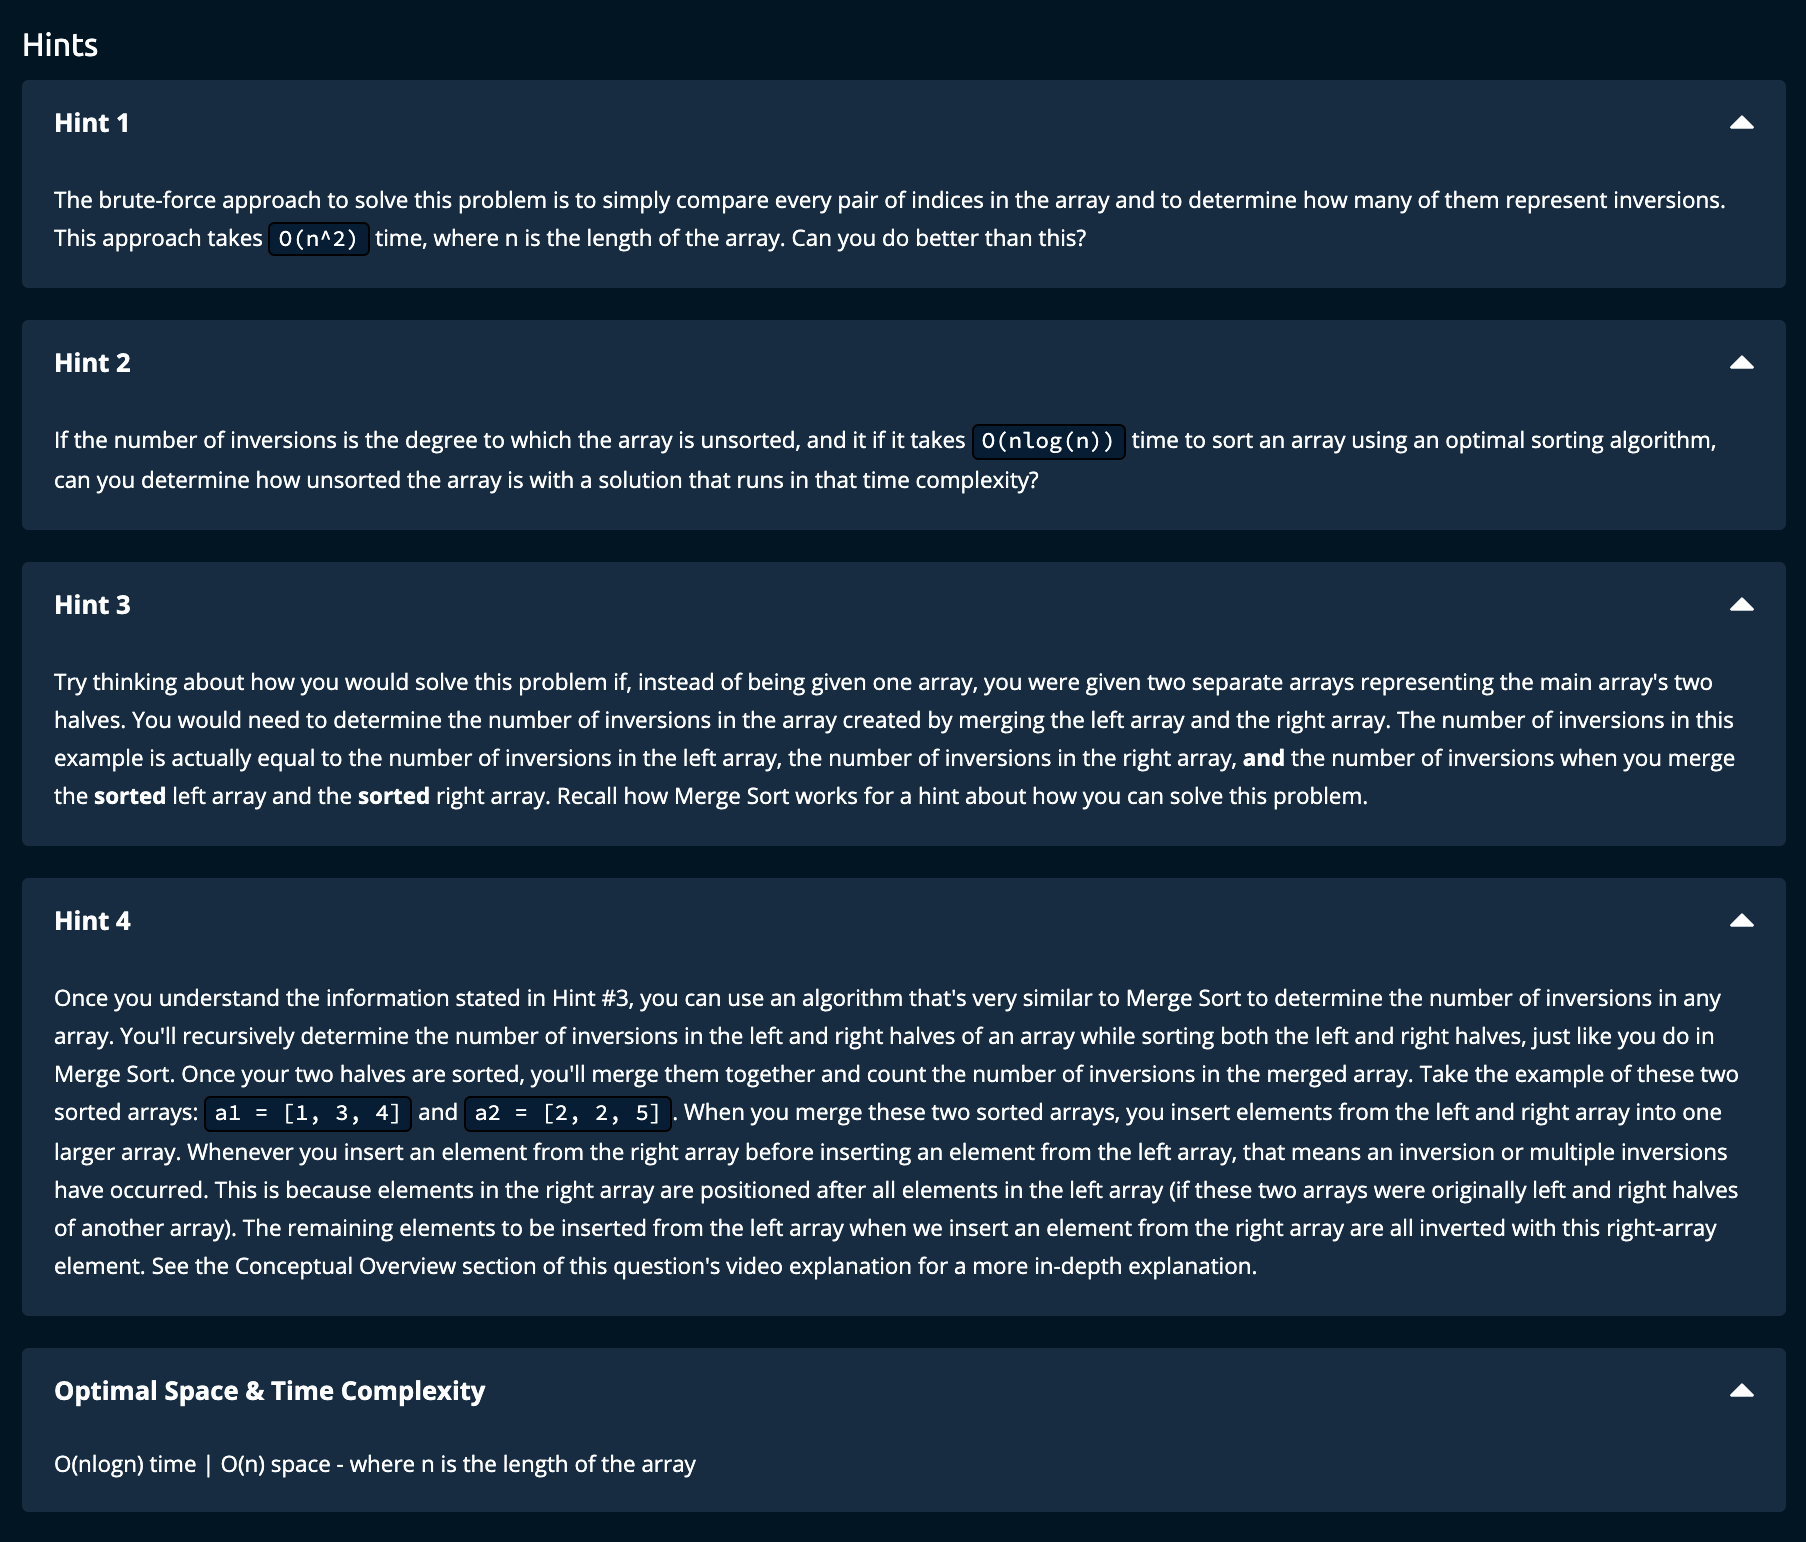 Hints
Hint 1
The brute-force approach to solve this problem is to simply compare every pair of indices in the array and to determine how many of them represent inversions.
This approach takes O(n^2) time, where n is the length of the array. Can you do better than this?
Hint 2
If the number of inversions is the degree to which the array is unsorted, and it if it takes O(nlog(n)) time to sort an array using an optimal sorting algorithm,
can you determine how unsorted the array is with a solution that runs in that time complexity?
Hint 3
Try thinking about how you would solve this problem if, instead of being given one array, you were given two separate arrays representing the main array's two
halves. You would need to determine the number of inversions in the array created by merging the left array and the right array. The number of inversions in this
example is actually equal to the number of inversions in the left array, the number of inversions in the right array, and the number of inversions when you merge
the sorted left array and the sorted right array. Recall how Merge Sort works for a hint about how you can solve this problem.
Hint 4
Once you understand the information stated in Hint #3, you can use an algorithm that's very similar to Merge Sort to determine the number of inversions in any
array. You'll recursively determine the number of inversions in the left and right halves of an array while sorting both the left and right halves, just like you do in
Merge Sort. Once your two halves are sorted, you'll merge them together and count the number of inversions in the merged array. Take the example of these two
sorted arrays: a1 = [1, 3, 4] and a2 = [2, 2, 5]. When you merge these two sorted arrays, you insert elements from the left and right array into one
larger array. Whenever you insert an element from the right array before inserting an element from the left array, that means an inversion or multiple inversions
have occurred. This is because elements in the right array are positioned after all elements in the left array (if these two arrays were originally left and right halves
of another array). The remaining elements to be inserted from the left array when we insert an element from the right array are all inverted with this right-array
element. See the Conceptual Overview section of this question's video explanation for a more in-depth explanation.
Optimal Space & Time Complexity
O(nlogn) time | O(n) space - where n is the length of the array